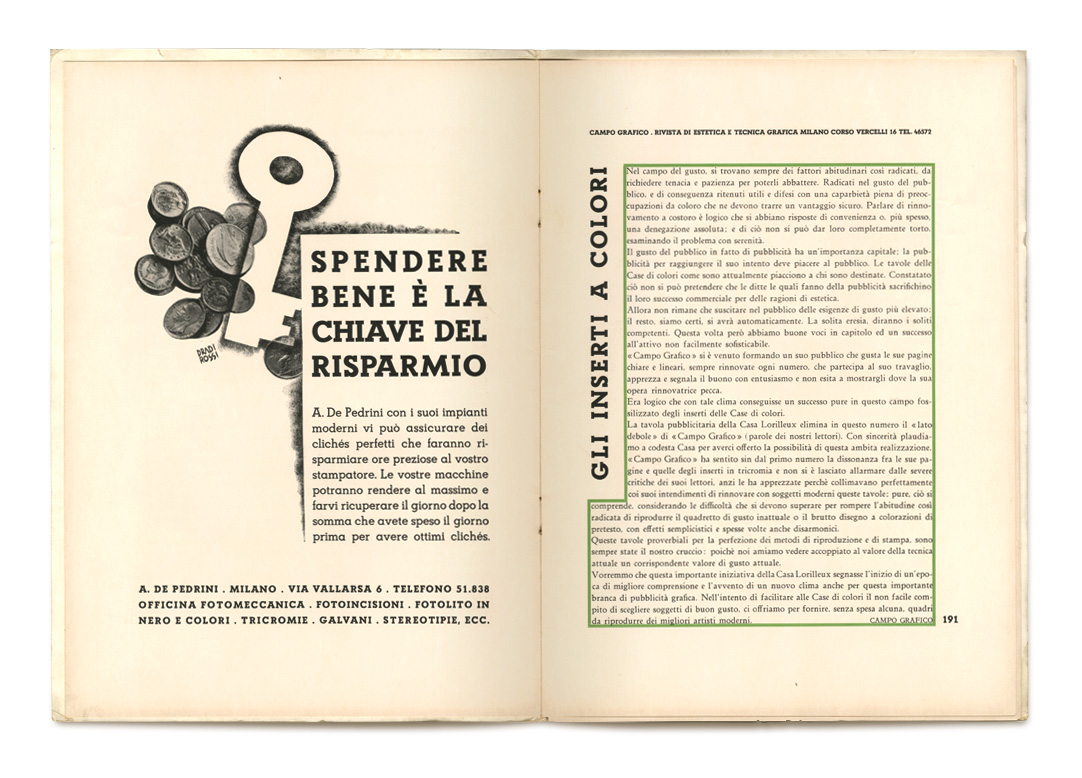 BRADI
ROSSI
SPENDERE
BENE È LA
CHIAVE DEL
RISPARMIO
A. De Pedrini con i suoi impianti
moderni vi può assicurare dei
clichés perfetti che faranno ri-
sparmiare ore preziose al vostro
stampatore. Le vostre macchine
potranno rendere al massimo e
farvi ricuperare il giorno dopo la
somma che avete speso il giorno
prima per avere ottimi clichés.
A. DE PEDRINI . MILANO . VIA VALLARSA 6 . TELEFONO 51.838
OFFICINA FOTOMECCANICA . FOTOINCISIONI . FOTOLITO IN
NERO E COLORI . TRICROMIE . GALVANI . STEREOTIPIE, ECC.
CAMPO GRAFICO . RIVISTA DI ESTETICA E TECNICA GRAFICA MILANO CORSO VERCELLI 16 TEL. 46572
GLI INSERTI A COLORI
Nel campo del gusto, si trovano sempre dei fattori abitudinari così radicati, da
richiedere tenacia e pazienza per poterli abbattere. Radicati nel gusto del pub-
blico, e di conseguenza ritenuti utili e difesi con una caparbietà piena di preoc-
cupazioni da coloro che ne devono trarre un vantaggio sicuro. Parlare di rinno-
vamento a costoro è logico che si abbiano risposte di convenienza o, più spesso,
una denegazione assoluta; e di ciò non si può dar loro completamente torto,
esaminando il problema con serenità.
Il gusto del pubblico in fatto di pubblicità ha un'importanza capitale; la pub-
blicità per raggiungere il suo intento deve piacere al pubblico. Le tavole delle
Case di colori come sono attualmente piacciono a chi sono destinate. Constatato
ciò non si può pretendere che le ditte le quali fanno della pubblicità sacrifichino
il loro successo commerciale per delle ragioni di estetica.
Allora non rimane che suscitare nel pubblico delle esigenze di gusto più elevato;
il resto, siamo certi, si avrà automaticamente. La solita eresia, diranno i soliti
competenti. Questa volta però abbiamo buone voci in capitolo ed un successo
all'attivo non facilmente sofisticabile.
«Campo Grafico» si è venuto formando un suo pubblico che gusta le sue pagine
chiare e lineari, sempre rinnovate ogni numero, che partecipa al suo travaglio,
apprezza e segnala il buono con entusiasmo e non esita a mostrargli dove la sua
opera rinnovatrice pecca.
Era logico che con tale clima conseguisse un successo pure in questo campo fos-
silizzato degli inserti delle Case di colori.
La tavola pubblicitaria della Casa Lorilleux elimina in questo numero il «lato
debole» di «Campo Grafico» (parole dei nostri lettori). Con sincerità plaudia-
mo a codesta Casa per averci offerto la possibilità di questa ambita realizzazione.
«Campo Grafico» ha sentito sin dal primo numero la dissonanza fra le sue pa-
gine e quelle degli inserti in tricromia e non si è lasciato allarmare dalle severe
critiche dei suoi lettori, anzi le ha apprezzate perchè collimavano perfettamente
coi suoi intendimenti di rinnovare con soggetti moderni queste tavole; pure, ciò si
comprende, considerando le difficoltà che si devono superare per rompere l'abitudine così
radicata di riprodurre il quadretto di gusto inattuale o il brutto disegno a colorazioni di
pretesto, con effetti semplicistici e spesse volte anche disarmonici.
Queste tavole proverbiali per la perfezione dei metodi di riproduzione e di stampa, sono
sempre state il nostro cruccio: poichè noi amiamo vedere accoppiato al valore della tecnica
attuale un corrispondente valore di gusto attuale.
Vorremmo che questa importante iniziativa della Casa Lorilleux segnasse l'inizio di un'epo-
ca di migliore comprensione e l'avvento di un nuovo clima anche per questa importante
branca di pubblicità grafica. Nell'intento di facilitare alle Case di colori il non facile com-
pito di scegliere soggetti di buon gusto, ci offriamo per fornire, senza spesa alcuna, quadri
da riprodurre dei migliori artisti moderni. CAMPO GRAFICO
191